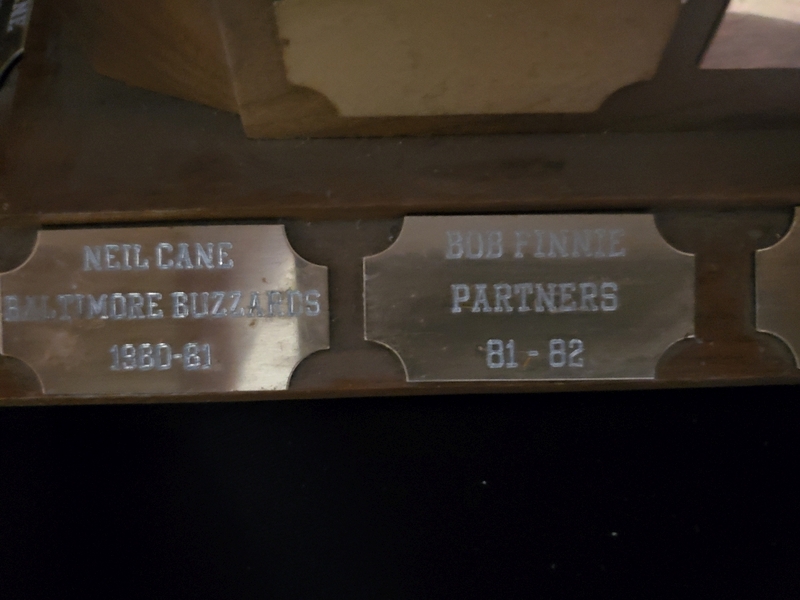 NEIL CANE
BALTIMORE BUZZARDS
1980-81
BOB FINNIE
PARTNERS
81 - 82